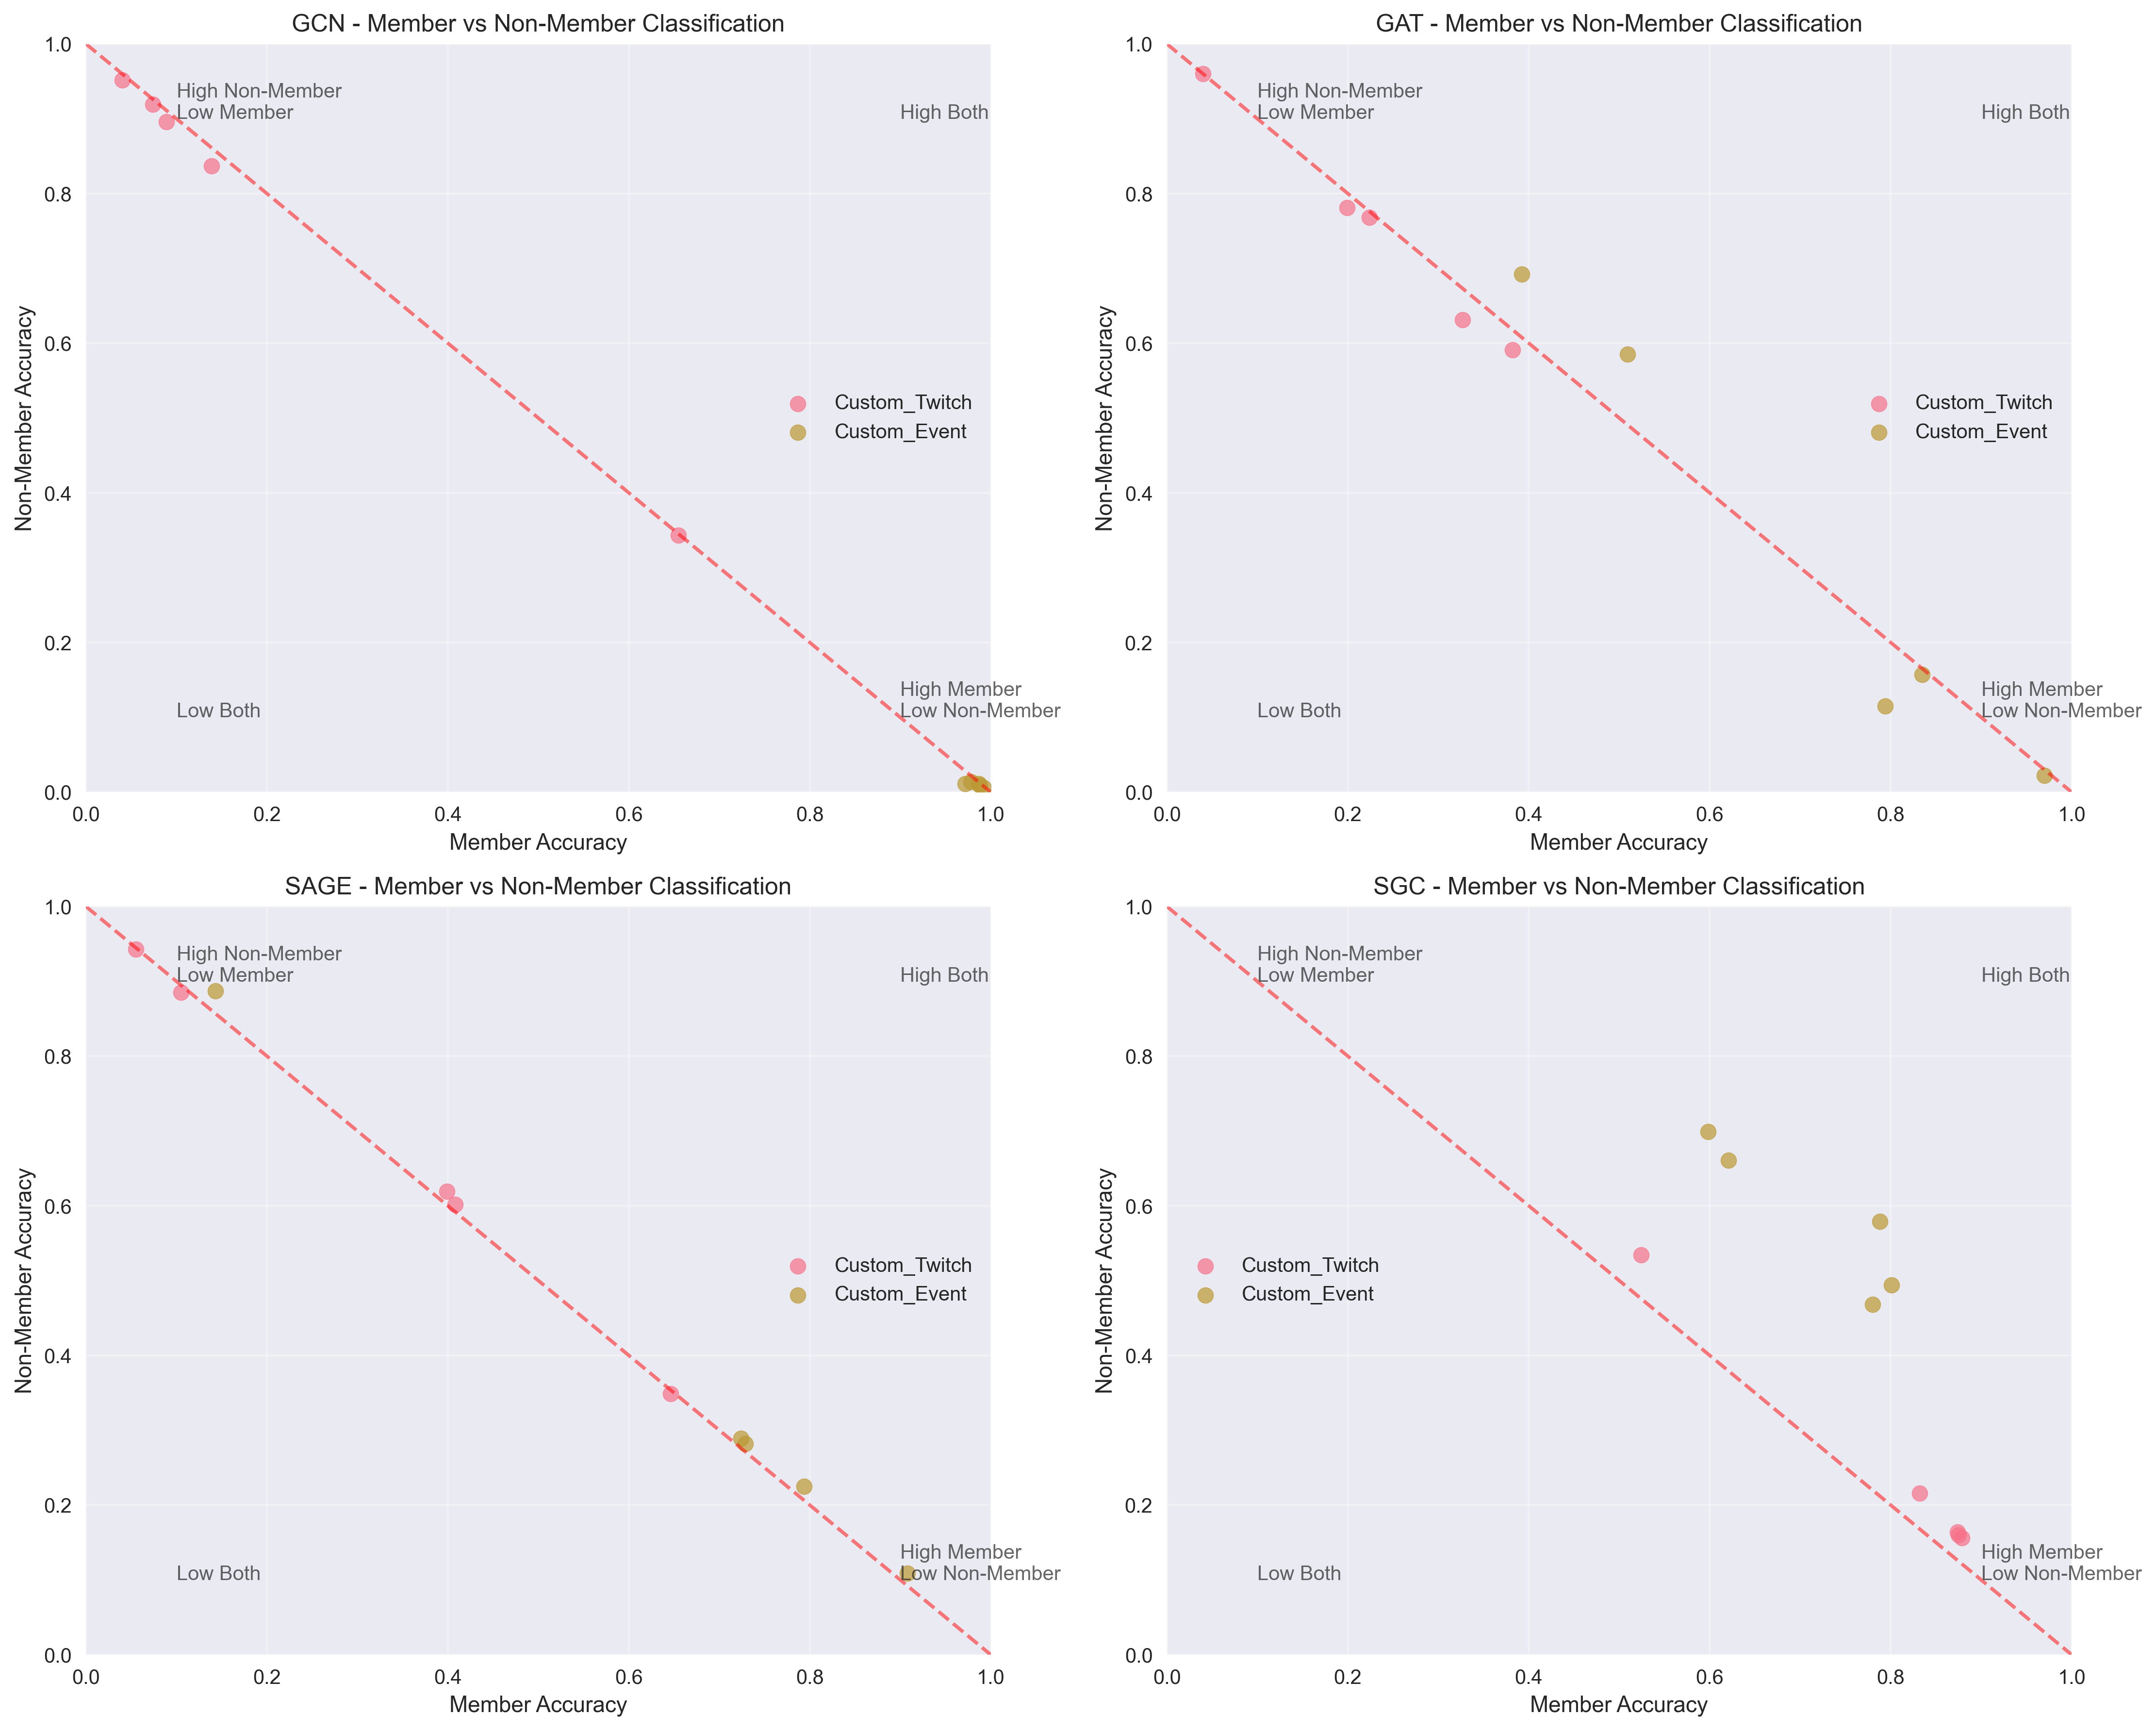 GCN - Member vs Non-Member Classification
1.0
0.8
0.6
0.4
0.2
0.0
Non-Member Accuracy
High Non-Member
Low Member
High Both
Custom_Twitch
Custom_Event
Low Both
High Member
Low Non-Member
0.0 0.2 0.4 0.6 0.8 1.0
Member Accuracy
GAT - Member vs Non-Member Classification
1.0
0.8
0.6
0.4
0.2
0.0
Non-Member Accuracy
High Non-Member
Low Member
High Both
Custom_Twitch
Custom_Event
Low Both
High Member
Low Non-Member
0.0 0.2 0.4 0.6 0.8 1.0
Member Accuracy
SAGE - Member vs Non-Member Classification
1.0
0.8
0.6
0.4
0.2
0.0
Non-Member Accuracy
High Non-Member
Low Member
High Both
Custom_Twitch
Custom_Event
Low Both
High Member
Low Non-Member
0.0 0.2 0.4 0.6 0.8 1.0
Member Accuracy
SGC - Member vs Non-Member Classification
1.0
0.8
0.6
0.4
0.2
0.0
Non-Member Accuracy
High Non-Member
Low Member
High Both
Custom_Twitch
Custom_Event
Low Both
High Member
Low Non-Member
0.0 0.2 0.4 0.6 0.8 1.0
Member Accuracy